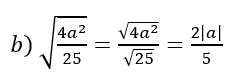 b) √(4a²/25) = √(4a²)/√25 = 2|a|/5